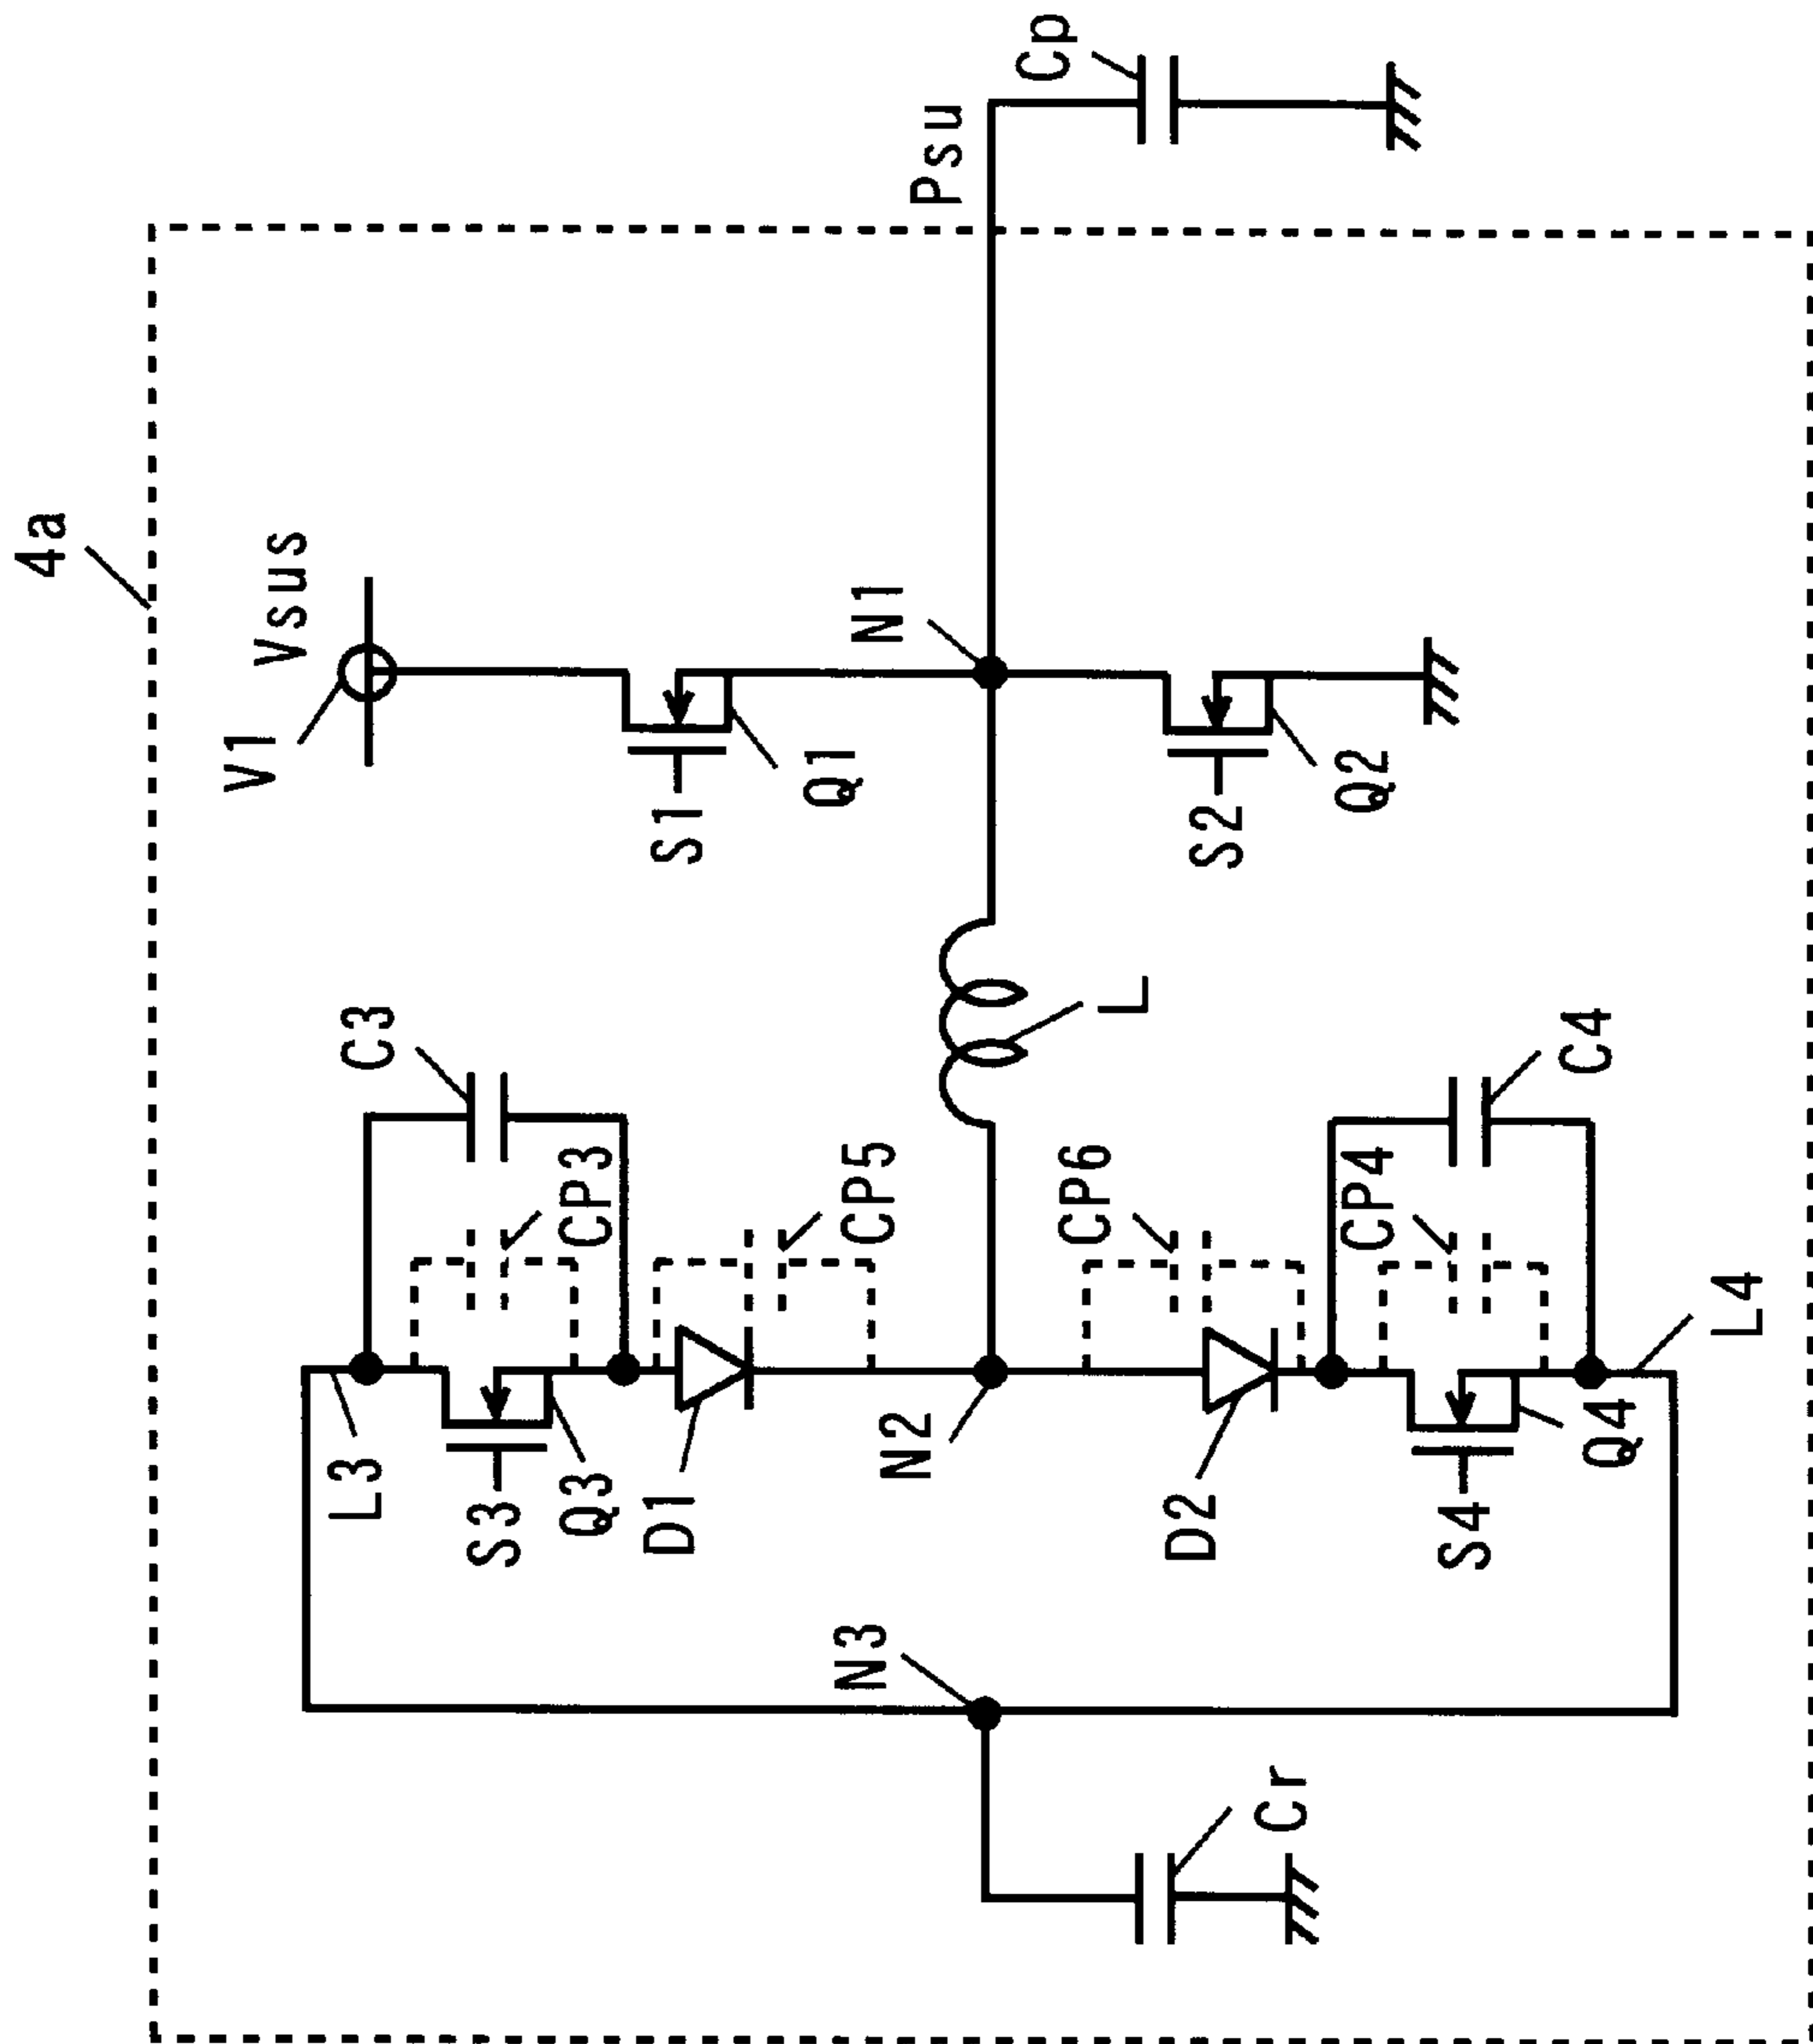 4a
V1
Vsus
S1
Q1
N1
Psu
Cp
S2
Q2
L
C3
CP3
CP5
CP6
CP4
C4
L3
S3
Q3
D1
N2
D2
S4
Q4
L4
N3
Cr